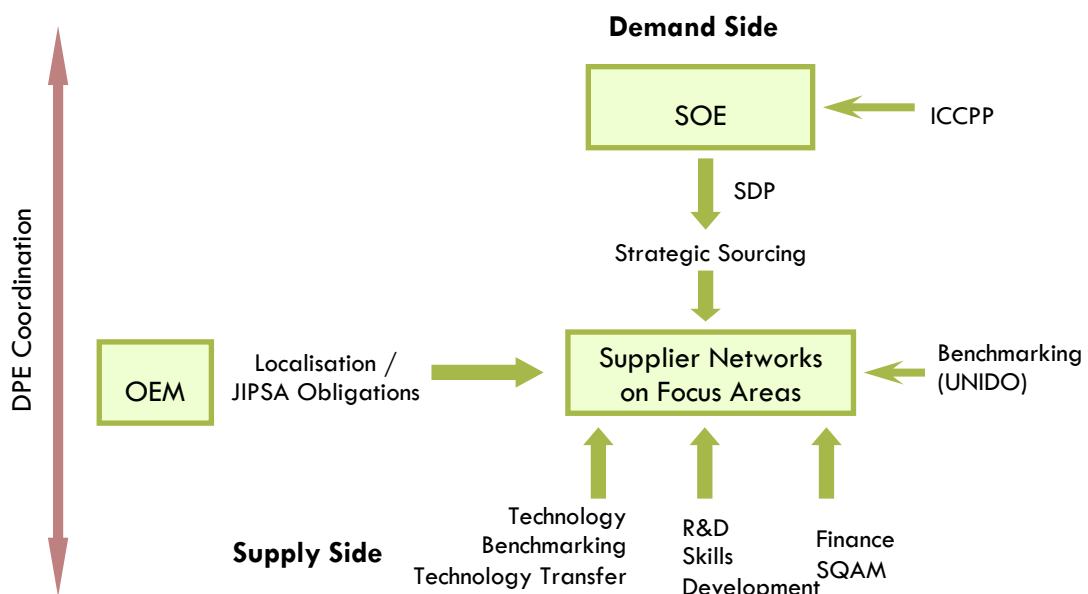 Demand Side
SOE
ICCPP
SDP
Strategic Sourcing
DPE Coordination
OEM
Localisation /
JIPSA Obligations
Supplier Networks
on Focus Areas
Benchmarking
(UNIDO)
Supply Side
Technology
Benchmarking
Technology Transfer
R&D
Skills
Development
Finance
SQAM